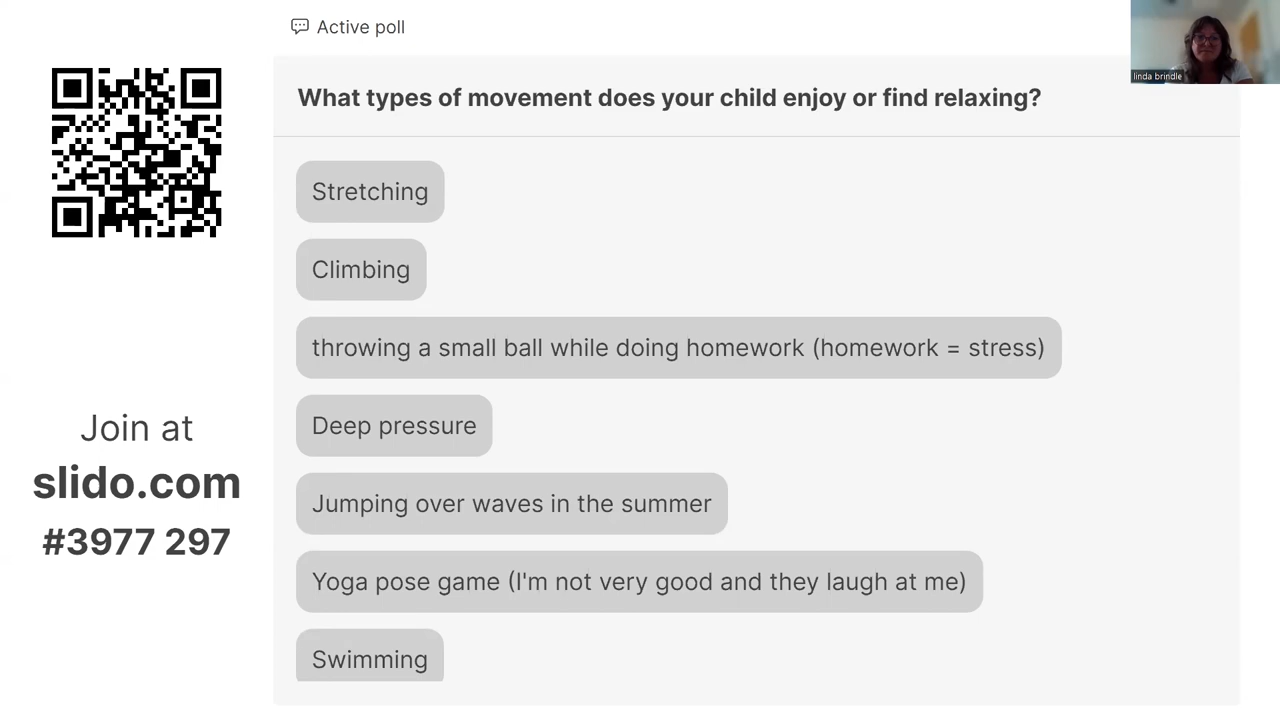 Active poll
linda brindle
What types of movement does your child enjoy or find relaxing?
Stretching
Climbing
throwing a small ball while doing homework (homework = stress)
Deep pressure
Jumping over waves in the summer
Yoga pose game (I'm not very good and they laugh at me)
Swimming
Join at
slido.com
#3977 297